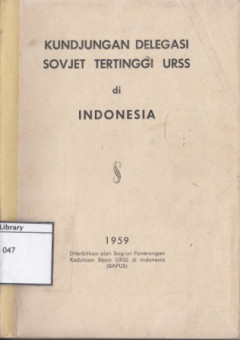 KUNDJUNGAN DELEGASI
SOVJET TERTINGGI URSS
di
INDONESIA
§
Library
047
1959
Diterbitkan oleh Bagian Penerangan
Kedutaan Besar URSS di Indonesia
(BAPUS)